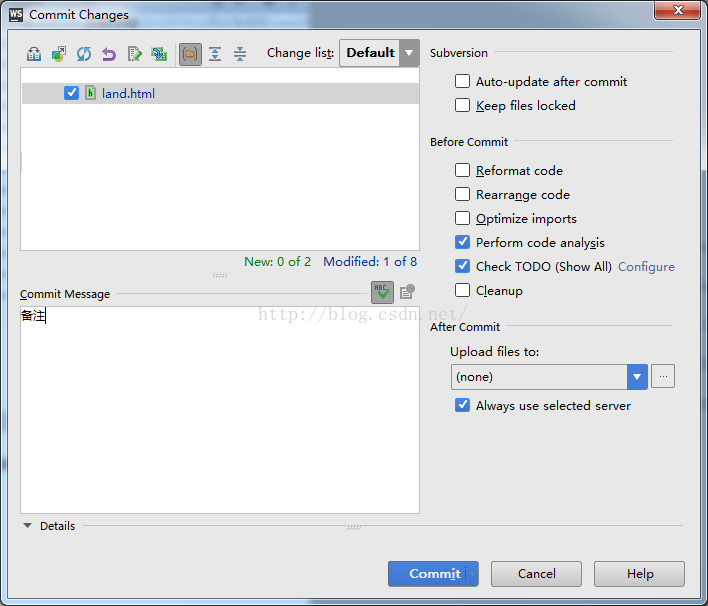 WS Commit Changes
Change list: Default
land.html
New: 0 of 2 Modified: 1 of 8
Commit Message
ABC
备注
http://blog.csdn.net/
Details
Subversion
Auto-update after commit
Keep files locked
Before Commit
Reformat code
Rearrange code
Optimize imports
Perform code analysis
Check TODO (Show All) Configure
Cleanup
After Commit
Upload files to:
(none) ...
Always use selected server
Commit Cancel Help